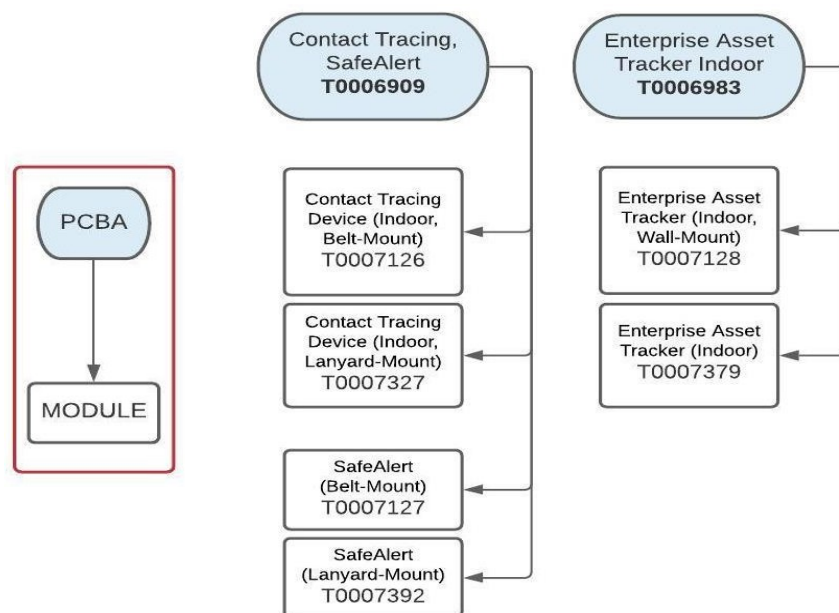 Contact Tracing,
SafeAlert
T0006909
Enterprise Asset
Tracker Indoor
T0006983
PCBA
MODULE
Contact Tracing
Device (Indoor,
Belt-Mount)
T0007126
Contact Tracing
Device (Indoor,
Lanyard-Mount)
T0007327
SafeAlert
(Belt-Mount)
T0007127
SafeAlert
(Lanyard-Mount)
T0007392
Enterprise Asset
Tracker (Indoor,
Wall-Mount)
T0007128
Enterprise Asset
Tracker (Indoor)
T0007379